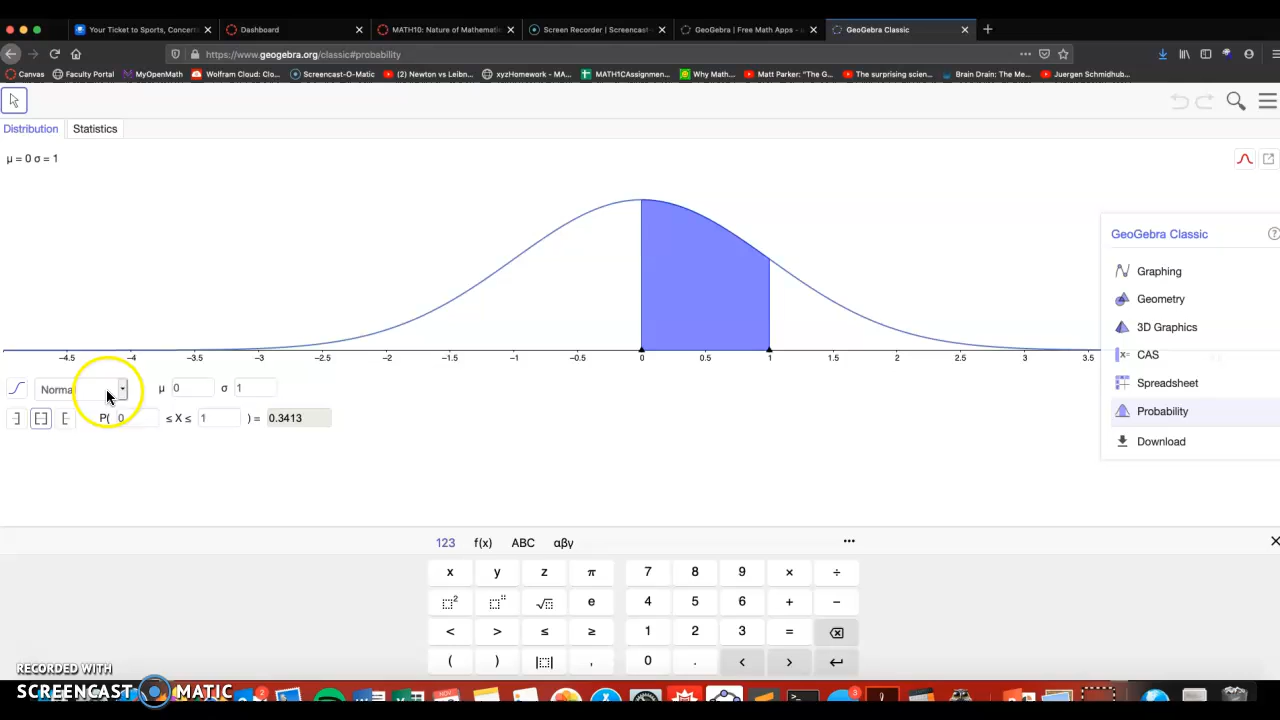 Your Ticket to Sports, Concert
Dashboard
MATH10: Nature of Mathemati
Screen Recorder | Screencast-O
GeoGebra | Free Math Apps - u
GeoGebra Classic
https://www.geogebra.org/classic#probability
Canvas
Faculty Portal
MyOpenMath
Wolfram Cloud: Clo...
Screencast-O-Matic
(2) Newton vs Leibn...
xyzHomework - MA...
MATH1CAssignmen...
Why Math...
Matt Parker: "The G...
The surprising scien...
Brain Drain: The Me...
Juergen Schmidhub...
Distribution
Statistics
μ = 0 σ = 1
GeoGebra Classic
Graphing
Geometry
3D Graphics
x= CAS
Spreadsheet
Probability
Download
-4.5 -4 -3.5 -3 -2.5 -2 -1.5 -1 -0.5 0 0.5 1 1.5 2 2.5 3 3.5
Norma
μ 0 σ 1
P( 0 ≤ X ≤ 1 ) = 0.3413
123 f(x) ABC αβγ •••
x y z π 7 8 9 × ÷
√ e 4 5 6 + −
< > ≤ ≥ 1 2 3 =
( ) , 0 . < >
RECORDED WITH
SCREENCAST MATIC